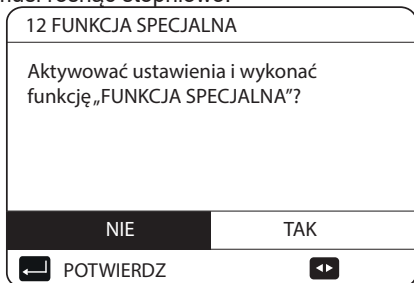 12 FUNKCJA SPECJALNA
Aktywować ustawienia i wykonać
funkcję „FUNKCJA SPECJALNA”?
NIE TAK
POTWIERDZ